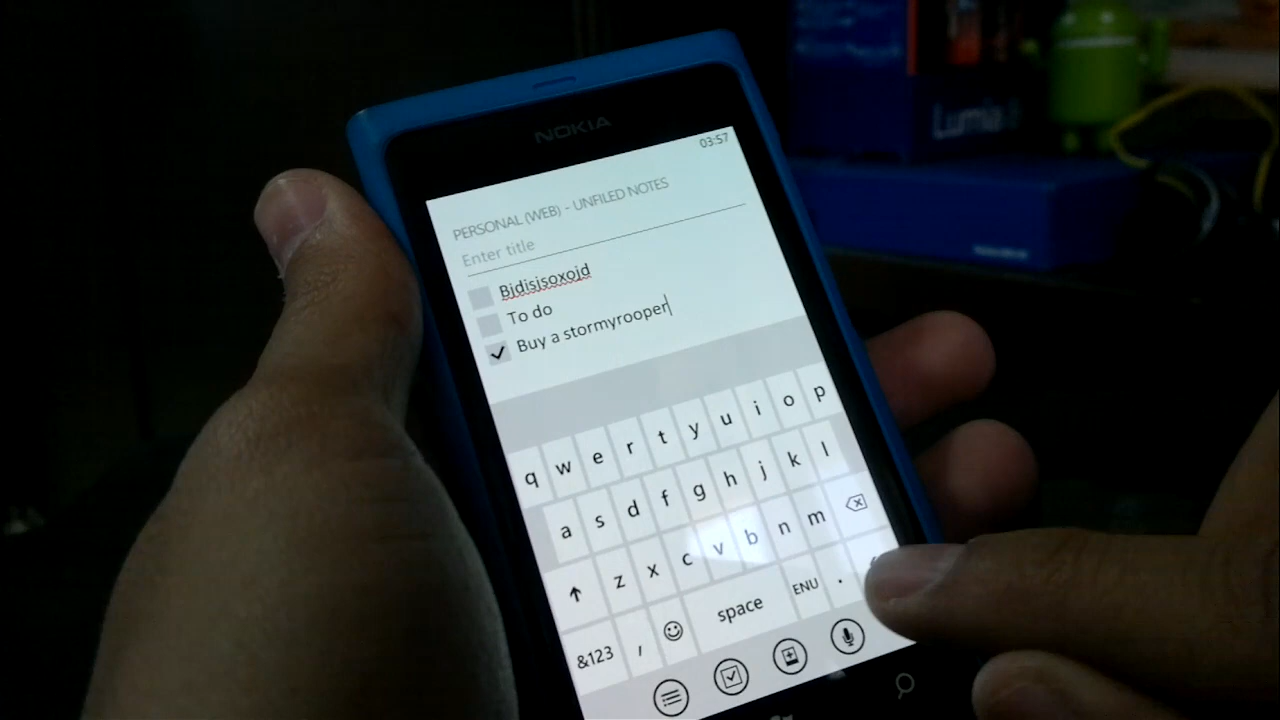 NOKIA
Lumia
03:57
PERSONAL (WEB) - UNFILED NOTES
Enter title
Bjdisjsoxojd
To do
Buy a stormyrooper
q w e r t y u i o p
a s d f g h j k l
z x c v b n m
&123 , space ENU .